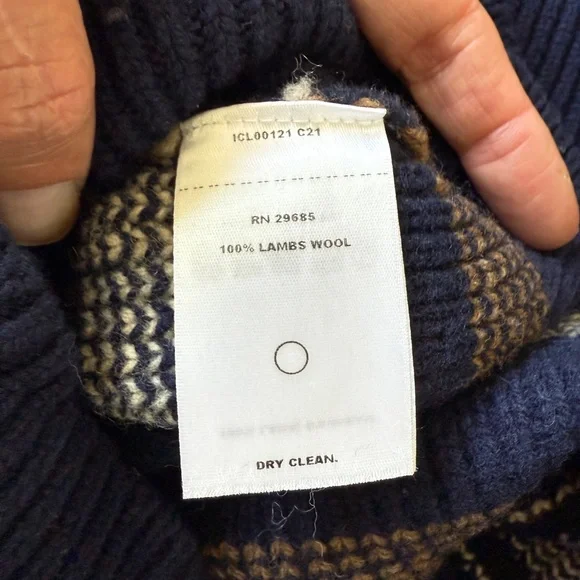 ICL00121 C21
RN 29685
100% LAMBS WOOL
DRY CLEAN.